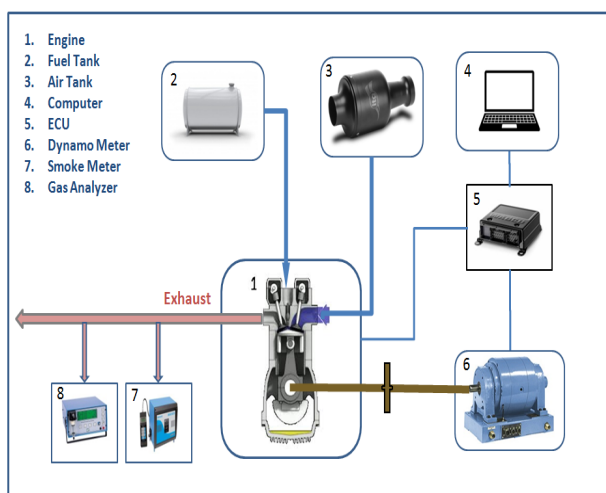 1. Engine
2. Fuel Tank
3. Air Tank
4. Computer
5. ECU
6. Dynamo Meter
7. Smoke Meter
8. Gas Analyzer
2
3
4
5
1
Exhaust
8
7
6